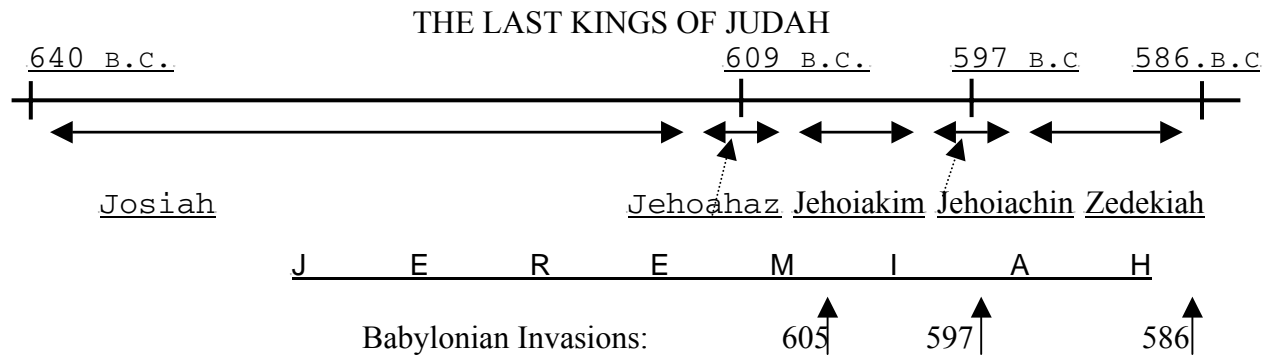 THE LAST KINGS OF JUDAH
640 B.C. 609 B.C. 597 B.C 586.B.C
Josiah Jehoahaz Jehoiakim Jehoiachin Zedekiah
J E R E M I A H
Babylonian Invasions: 605 597 586